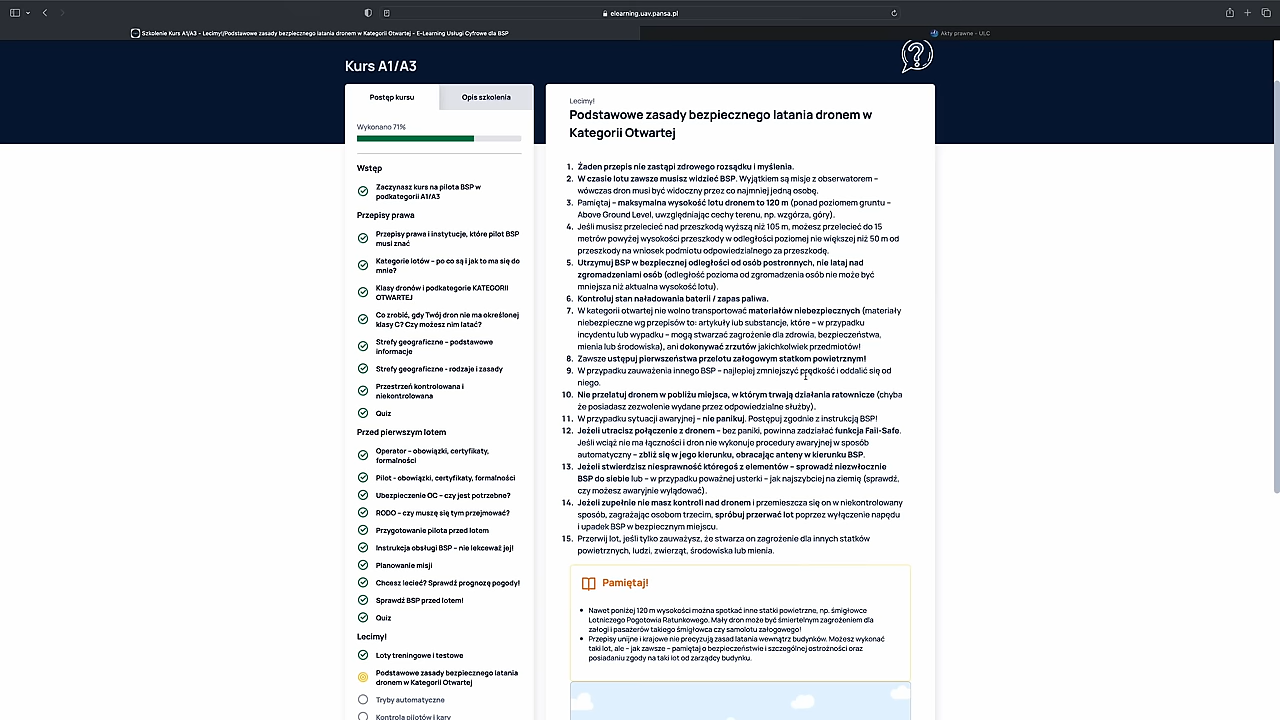 elearning.uav.pansa.pl
Szkolenie Kurs A1/A3 – Lecimy!/Podstawowe zasady bezpiecznego latania dronem w Kategorii Otwartej – E-Learning Usługi Cyfrowe dla BSP
Akty prawne – ULC
Kurs A1/A3
Postęp kursu
Opis szkolenia
Wykonano 71%
Wstęp
Zaczynasz kurs na pilota BSP w
podkategorii A1/A3
Przepisy prawa
Przepisy prawa i instytucje, które pilot BSP
musi znać
Kategorie lotów – po co są i jak to ma się do
mnie?
Klasy dronów i podkategorie KATEGORII
OTWARTEJ
Co zrobić, gdy Twój dron nie ma określonej
klasy C? Czy możesz nim latać?
Strefy geograficzne – podstawowe
informacje
Strefy geograficzne - rodzaje i zasady
Przestrzeń kontrolowana i
niekontrolowana
Quiz
Przed pierwszym lotem
Operator – obowiązki, certyfikaty,
formalności
Pilot - obowiązki, certyfikaty, formalności
Ubezpieczenie OC – czy jest potrzebne?
RODO – czy muszę się tym przejmować?
Przygotowanie pilota przed lotem
Instrukcja obsługi BSP – nie lekceważ jej!
Planowanie misji
Chcesz lecieć? Sprawdź prognozę pogody!
Sprawdź BSP przed lotem!
Quiz
Lecimy!
Loty treningowe i testowe
Podstawowe zasady bezpiecznego latania
dronem w Kategorii Otwartej
Tryby automatyczne
Kontrola pilotów i kary
Lecimy!
Podstawowe zasady bezpiecznego latania dronem w
Kategorii Otwartej
1. Żaden przepis nie zastąpi zdrowego rozsądku i myślenia.
2. W czasie lotu zawsze musisz widzieć BSP. Wyjątkiem są misje z obserwatorem –
wówczas dron musi być widoczny przez co najmniej jedną osobę.
3. Pamiętaj – maksymalna wysokość lotu dronem to 120 m (ponad poziomem gruntu –
Above Ground Level, uwzględniając cechy terenu, np. wzgórza, góry).
4. Jeśli musisz przelecieć nad przeszkodą wyższą niż 105 m, możesz przelecieć do 15
metrów powyżej wysokości przeszkody w odległości poziomej nie większej niż 50 m od
przeszkody na wniosek podmiotu odpowiedzialnego za przeszkodę.
5. Utrzymuj BSP w bezpiecznej odległości od osób postronnych, nie lataj nad
zgromadzeniami osób (odległość pozioma od zgromadzenia osób nie może być
mniejsza niż aktualna wysokość lotu).
6. Kontroluj stan naładowania baterii / zapas paliwa.
7. W kategorii otwartej nie wolno transportować materiałów niebezpiecznych (materiały
niebezpieczne wg przepisów to: artykuły lub substancje, które – w przypadku
incydentu lub wypadku – mogą stwarzać zagrożenie dla zdrowia, bezpieczeństwa,
mienia lub środowiska), ani dokonywać zrzutów jakichkolwiek przedmiotów!
8. Zawsze ustępuj pierwszeństwa przelotu załogowym statkom powietrznym!
9. W przypadku zauważenia innego BSP – najlepiej zmniejszyć prędkość i oddalić się od
niego.
10. Nie przelatuj dronem w pobliżu miejsca, w którym trwają działania ratownicze (chyba
że posiadasz zezwolenie wydane przez odpowiedzialne służby).
11. W przypadku sytuacji awaryjnej – nie panikuj. Postępuj zgodnie z instrukcją BSP!
12. Jeżeli utracisz połączenie z dronem – bez paniki, powinna zadziałać funkcja Fail-Safe.
Jeśli wciąż nie ma łączności i dron nie wykonuje procedury awaryjnej w sposób
automatyczny – zbliż się w jego kierunku, obracając anteny w kierunku BSP.
13. Jeżeli stwierdzisz niesprawność któregoś z elementów – sprowadź niezwłocznie
BSP do siebie lub – w przypadku poważnej usterki – jak najszybciej na ziemię (sprawdź,
czy możesz awaryjnie wylądować).
14. Jeżeli zupełnie nie masz kontroli nad dronem i przemieszcza się on w niekontrolowany
sposób, zagrażając osobom trzecim, spróbuj przerwać lot poprzez wyłączenie napędu
i upadek BSP w bezpiecznym miejscu.
15. Przerwij lot, jeśli tylko zauważysz, że stwarza on zagrożenie dla innych statków
powietrznych, ludzi, zwierząt, środowiska lub mienia.
Pamiętaj!
• Nawet poniżej 120 m wysokości można spotkać inne statki powietrzne, np. śmigłowce
Lotniczego Pogotowia Ratunkowego. Mały dron może być śmiertelnym zagrożeniem dla
załogi i pasażerów takiego śmigłowca czy samolotu załogowego!
• Przepisy unijne i krajowe nie precyzują zasad latania wewnątrz budynków. Możesz wykonać
taki lot, ale – jak zawsze – pamiętaj o bezpieczeństwie i szczególnej ostrożności oraz
posiadaniu zgody na taki lot od zarządcy budynku.